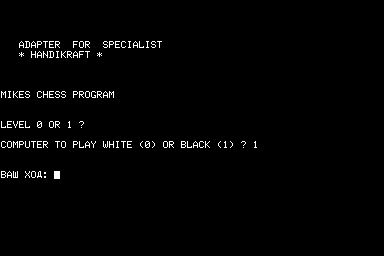 ADAPTER FOR SPECIALIST
* HANDIKRAFT *
MIKES CHESS PROGRAM
LEVEL 0 OR 1 ?
COMPUTER TO PLAY WHITE (0) OR BLACK (1) ? 1
ВАШ ХОД: